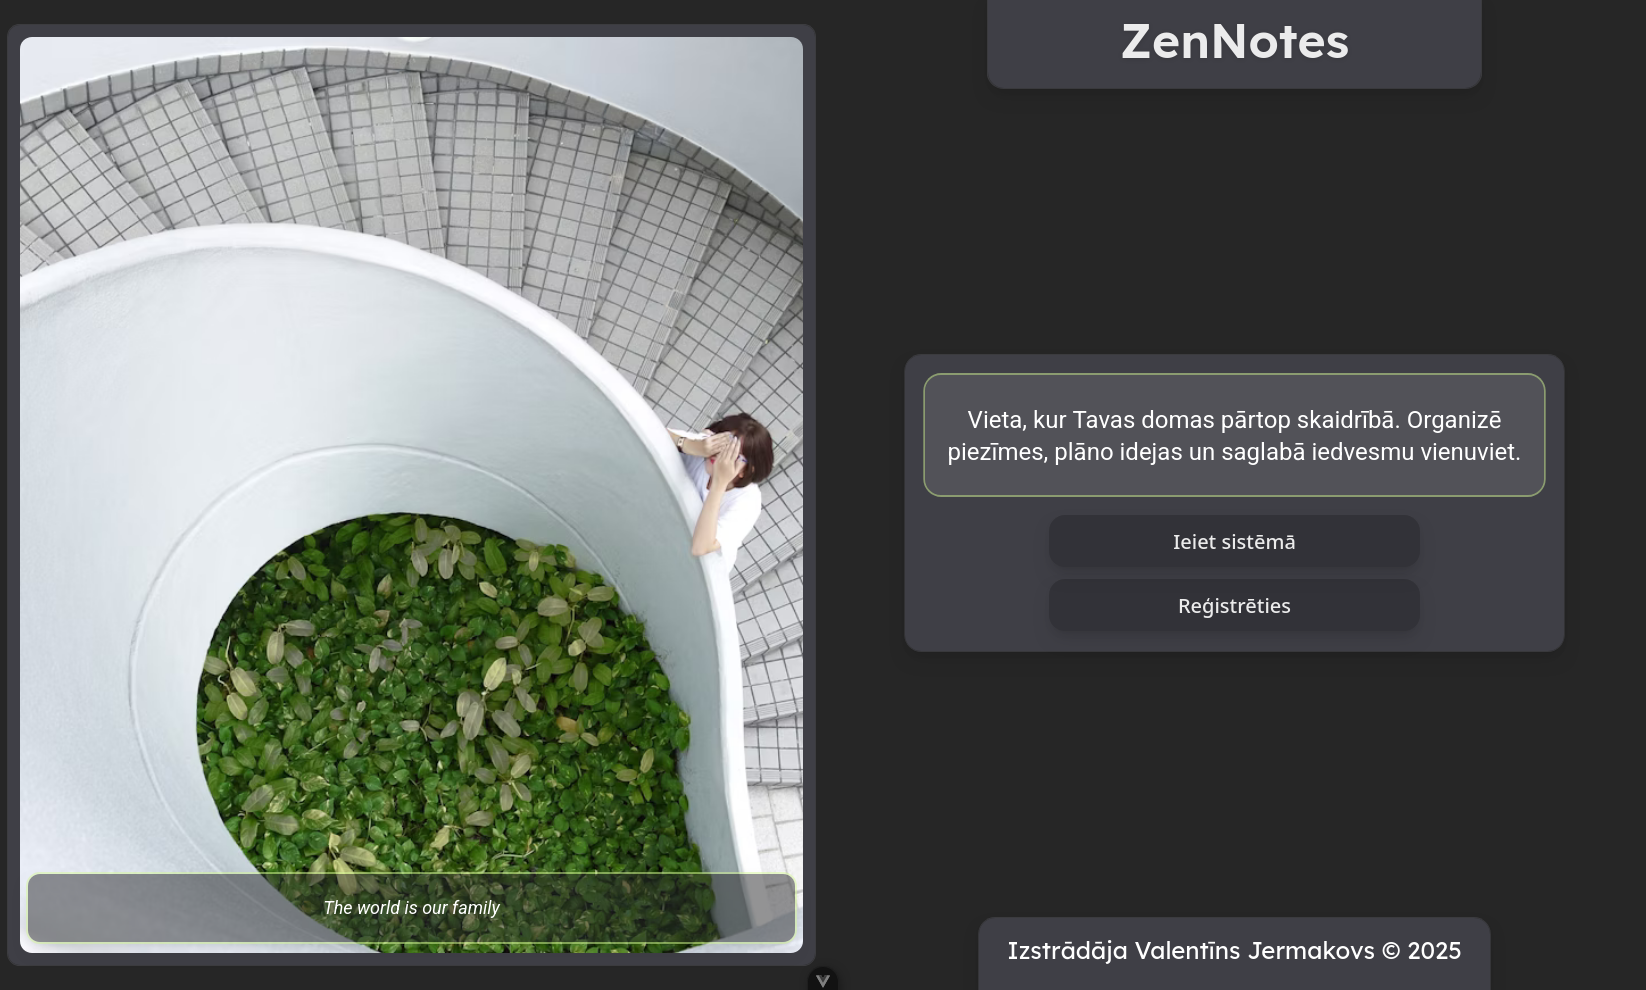 ZenNotes
Vieta, kur Tavas domas pārtop skaidrībā. Organizē
piezīmes, plāno idejas un saglabā iedvesmu vienuviet.
Ieiet sistēmā
Reģistrēties
The world is our family
Izstrādāja Valentīns Jermakovs © 2025